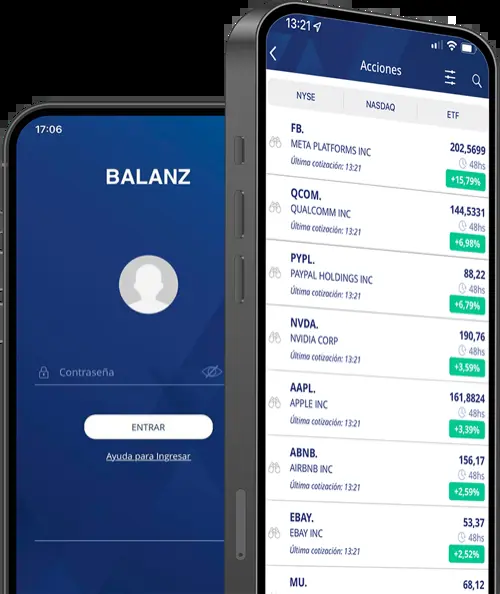 17:06
BALANZ
Contraseña
ENTRAR
Ayuda para Ingresar
13:21
Acciones
NYSE NASDAQ ETF
FB.
META PLATFORMS INC 202,5699
48hs
Última cotización: 13:21 +15,79%
QCOM.
QUALCOMM INC 144,5331
48hs
Última cotización: 13:21 +6,98%
PYPL.
PAYPAL HOLDINGS INC 88,22
48hs
Última cotización: 13:21 +6,79%
NVDA.
NVIDIA CORP 190,76
48hs
Última cotización: 13:21 +3,59%
AAPL.
APPLE INC 161,8824
48hs
Última cotización: 13:21 +3,39%
ABNB.
AIRBNB INC 156,17
48hs
Última cotización: 13:21 +2,59%
EBAY.
EBAY INC 53,37
48hs
Última cotización: 13:21 +2,52%
MU. 68,12